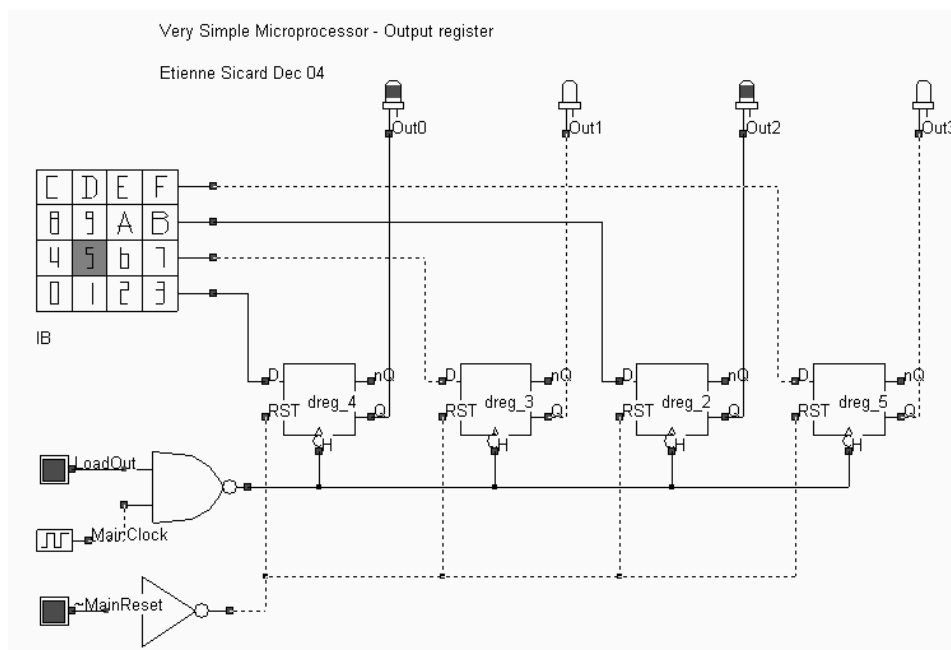 Very Simple Microprocessor - Output register
Etienne Sicard Dec 04
Out0 Out1 Out2 Out3
C D E F
8 9 A B
4 5 6 7
0 1 2 3
IB
D nQ D nQ D nQ D nQ
dreg_4 dreg_3 dreg_2 dreg_5
RST Q RST Q RST Q RST Q
H H H H
LoadOut
MainClock
~MainReset